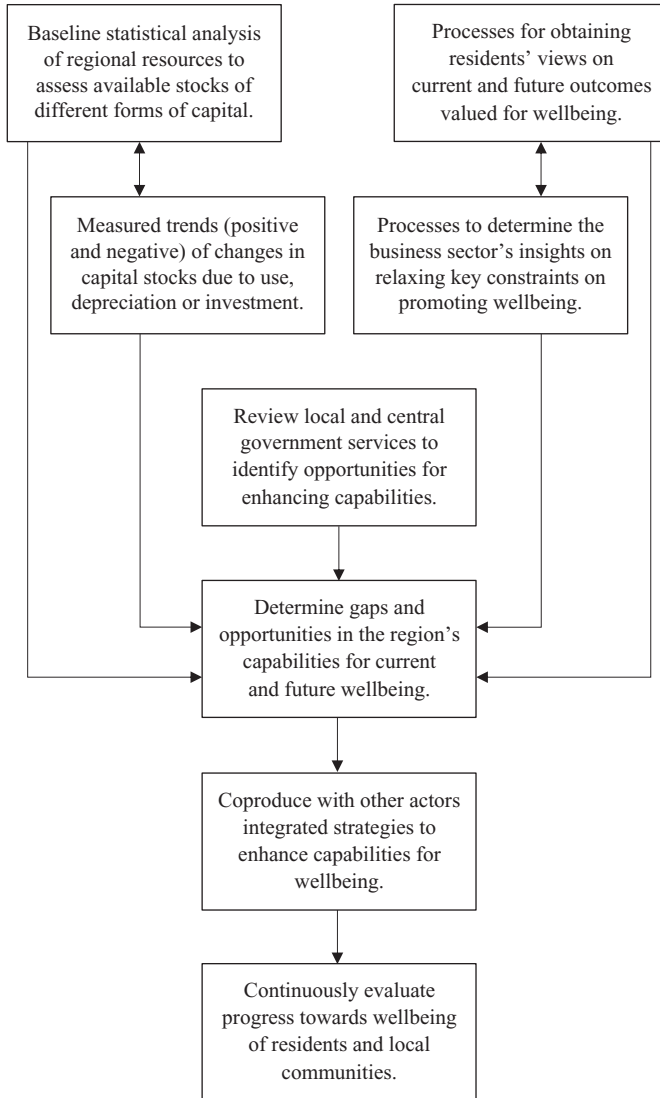 Baseline statistical analysis
of regional resources to
assess available stocks of
different forms of capital.
Processes for obtaining
residents’ views on
current and future outcomes
valued for wellbeing.
Measured trends (positive
and negative) of changes in
capital stocks due to use,
depreciation or investment.
Processes to determine the
business sector’s insights on
relaxing key constraints on
promoting wellbeing.
Review local and central
government services to
identify opportunities for
enhancing capabilities.
Determine gaps and
opportunities in the region’s
capabilities for current
and future wellbeing.
Coproduce with other actors
integrated strategies to
enhance capabilities for
wellbeing.
Continuously evaluate
progress towards wellbeing
of residents and local
communities.